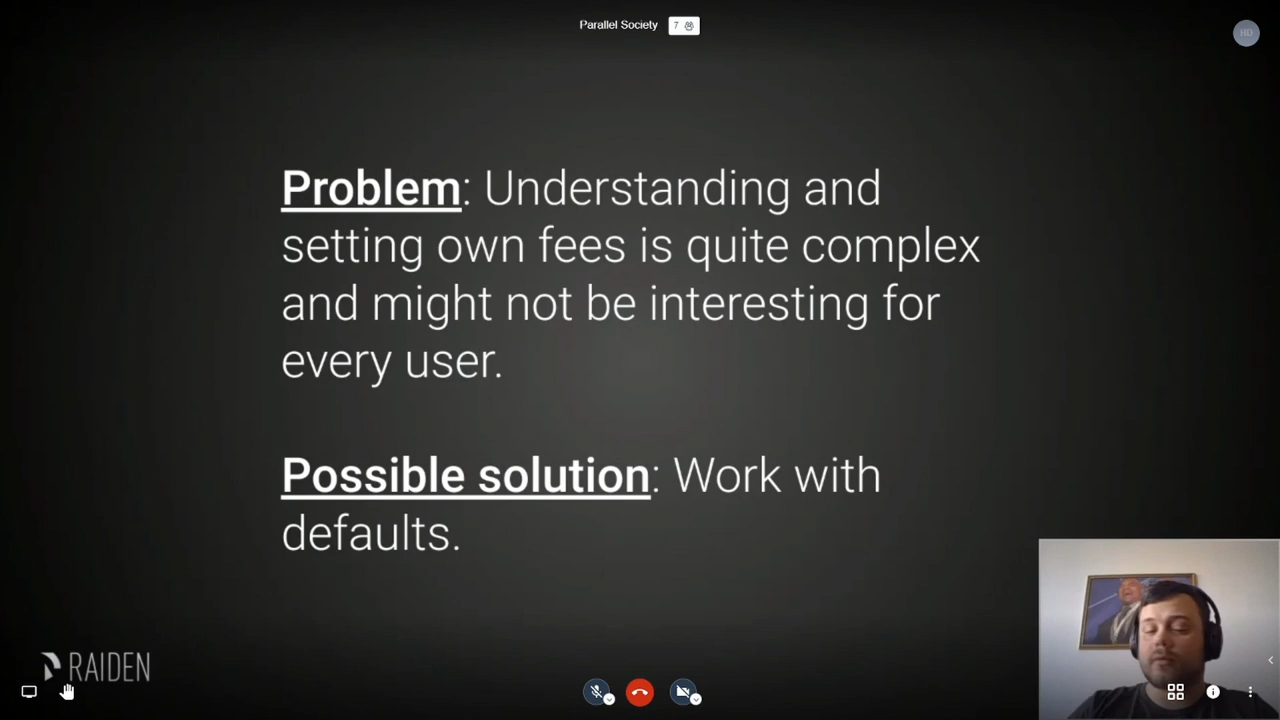 Parallel Society 7
HD
Problem: Understanding and
setting own fees is quite complex
and might not be interesting for
every user.
Possible solution: Work with
defaults.
RAIDEN